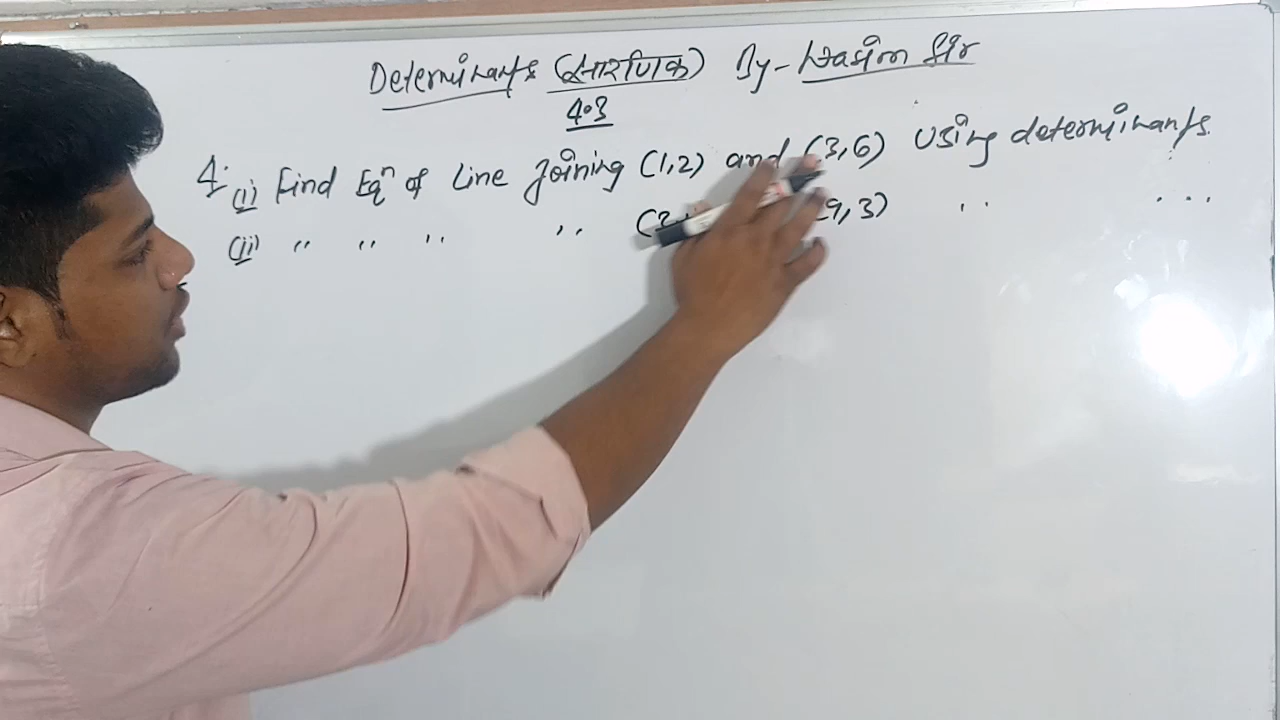 Determinants (सारणिक) By - Wasim Sir
4.3
4. (i) Find Eqⁿ of Line Joining (1,2) and (3,6) Using determinants.
(ii) " " " " (3, 9,3) " "